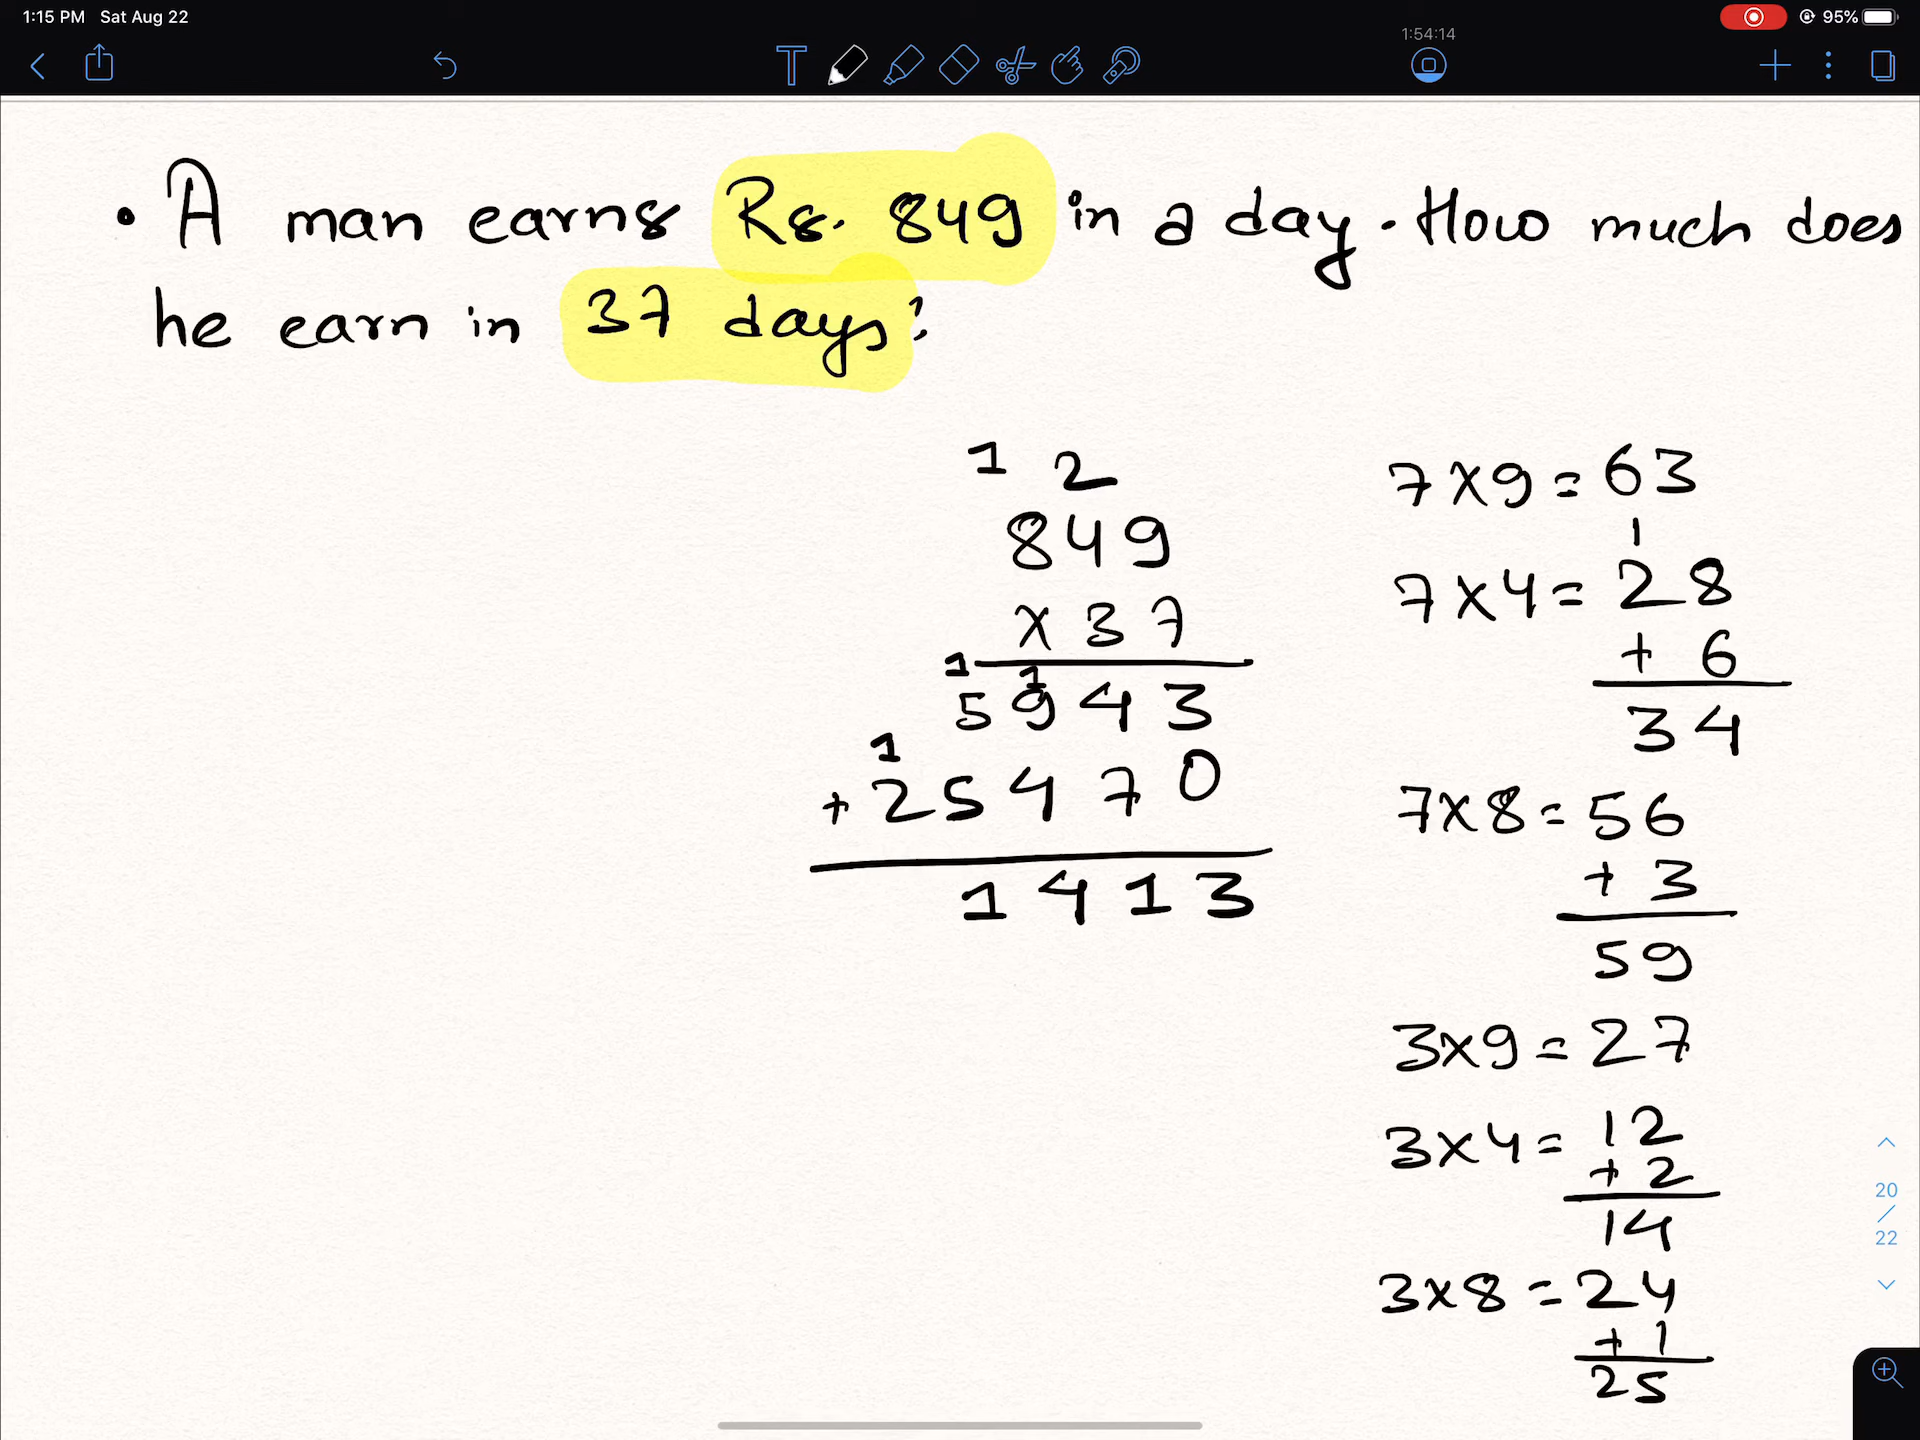 1:15 PM Sat Aug 22
95%
1:54:14
• A man earns Rs. 849 in a day. How much does
he earn in 37 days?
1 2
849
x 37
1 1
5943
1
+ 25470
1413
7x9 = 63
1
7x4 = 28
+ 6
34
7x8 = 56
+ 3
59
3x9 = 27
3x4 = 12
+ 2
14
3x8 = 24
+ 1
25
20
/
22